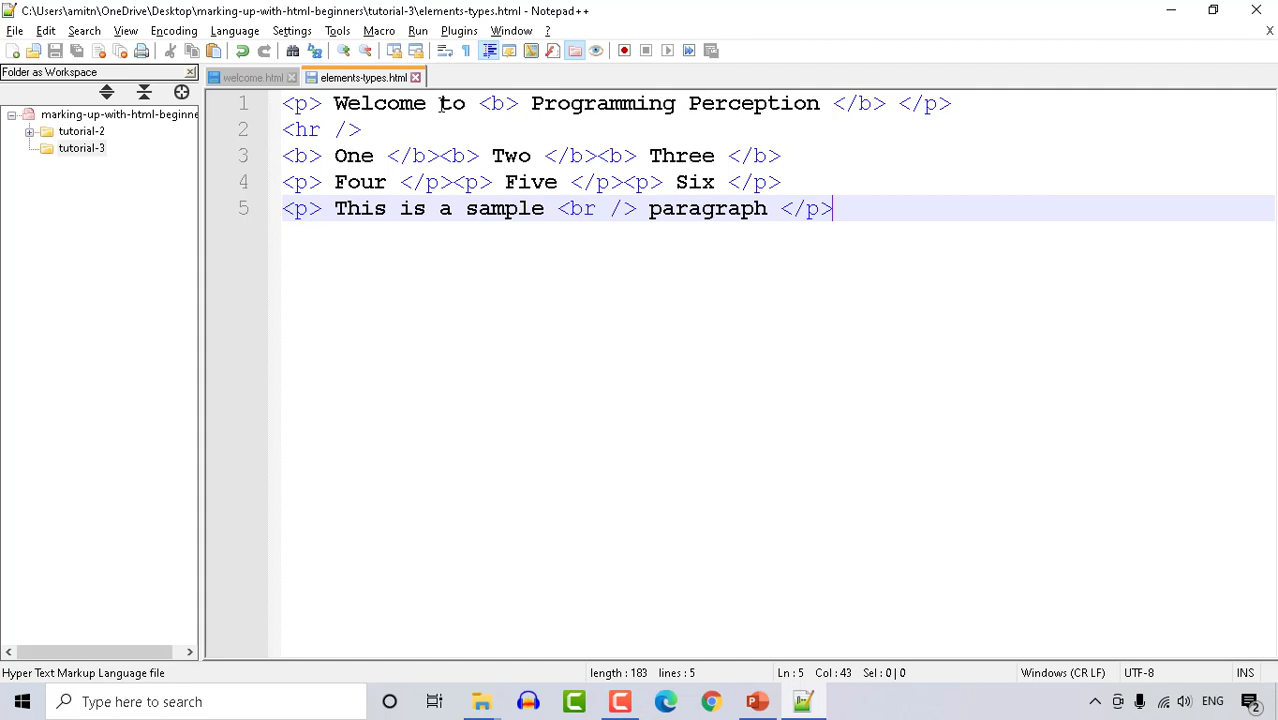 C:\Users\amitn\OneDrive\Desktop\marking-up-with-html-beginners\tutorial-3\elements-types.html - Notepad++
File Edit Search View Encoding Language Settings Tools Macro Run Plugins Window ? X
Folder as Workspace
welcome.html elements-types.html
marking-up-with-html-beginne
tutorial-2
tutorial-3
1 <p> Welcome to <b> Programming Perception </b> </p>
2 <hr />
3 <b> One </b><b> Two </b><b> Three </b>
4 <p> Four </p><p> Five </p><p> Six </p>
5 <p> This is a sample <br /> paragraph </p>
Hyper Text Markup Language file length : 183 lines : 5 Ln : 5 Col : 43 Sel : 0 | 0 Windows (CR LF) UTF-8 INS
Type here to search ENG 2